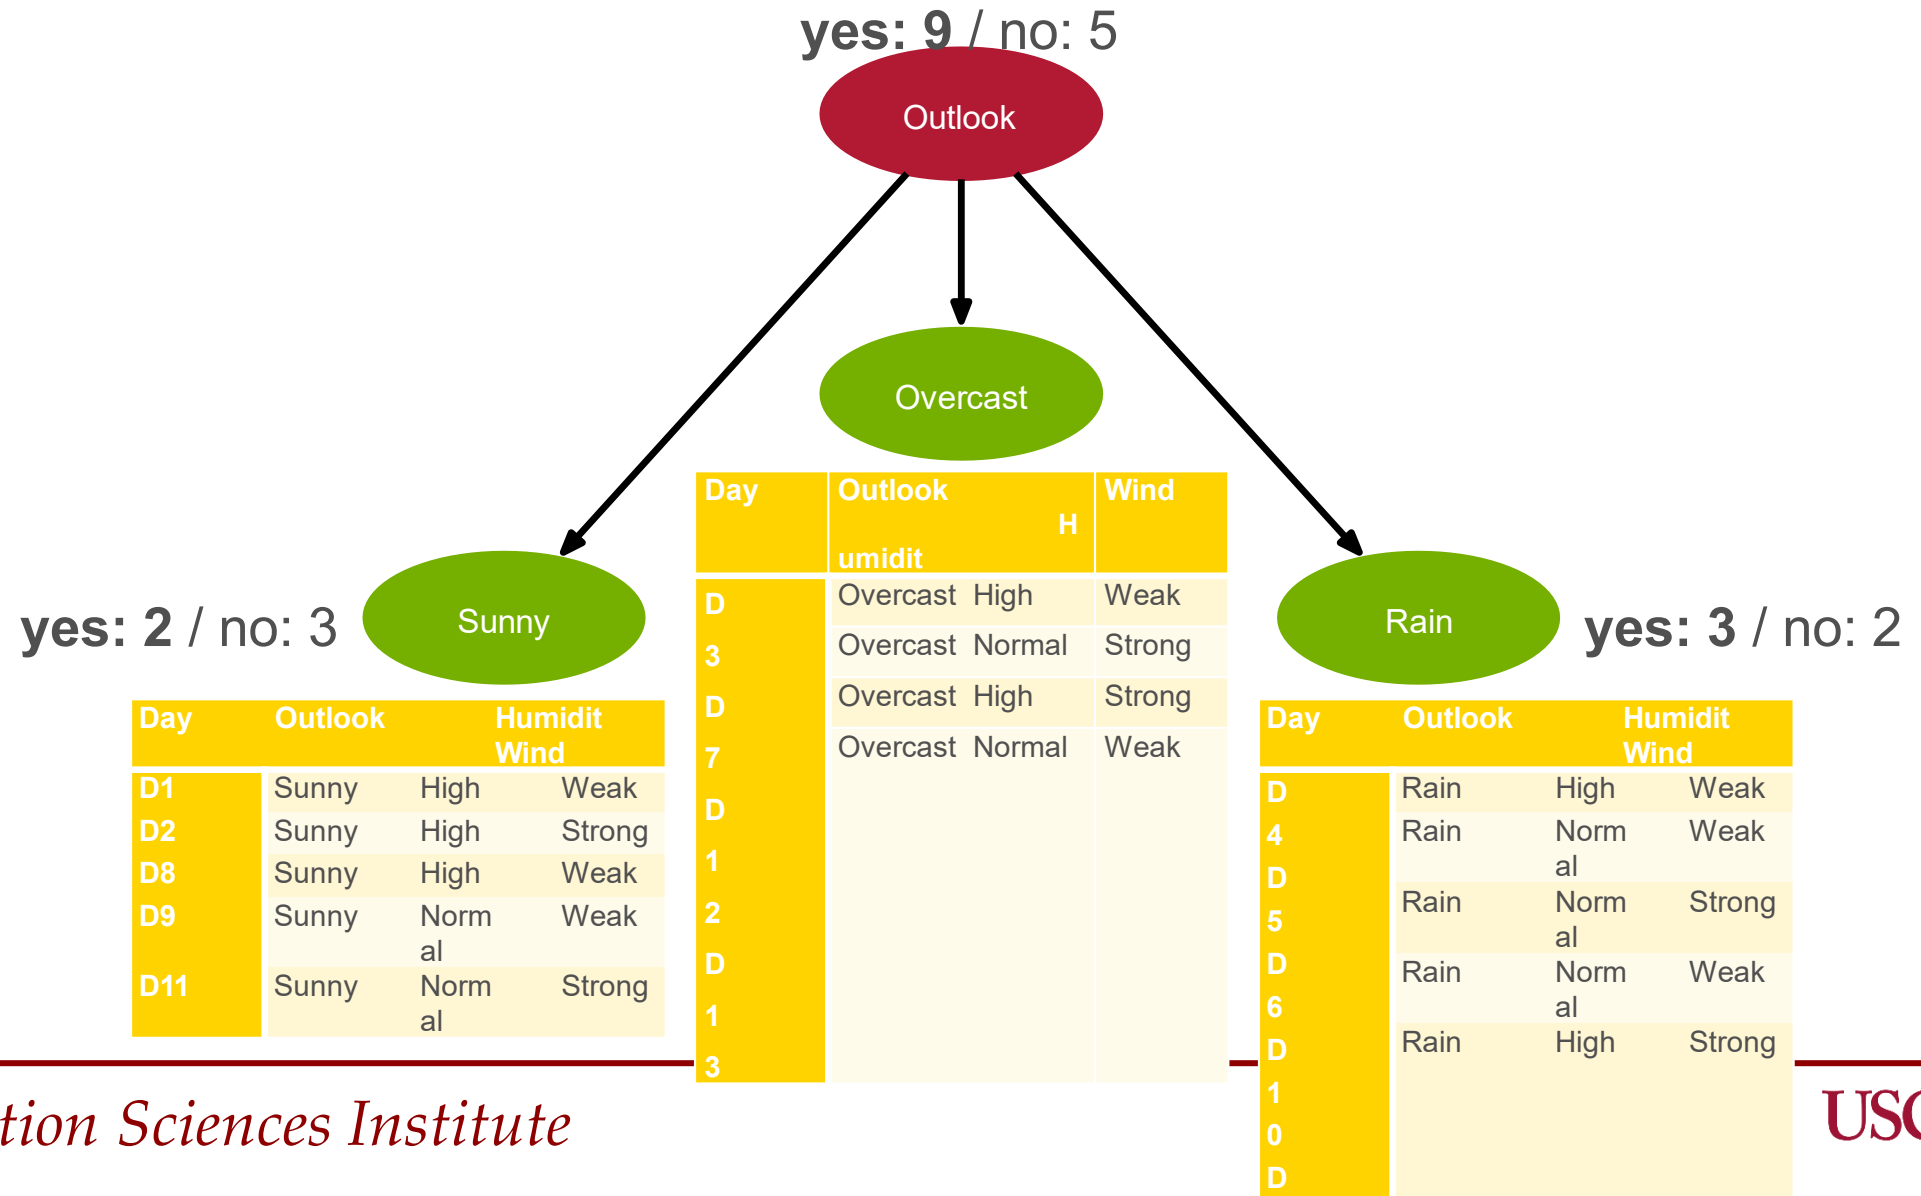 yes: 9 / no: 5
Outlook
Overcast
Sunny
yes: 2 / no: 3
Rain
yes: 3 / no: 2
Day Outlook Wind
H
umidit
D Overcast High Weak
3 Overcast Normal Strong
D Overcast High Strong
7 Overcast Normal Weak
D
1
2
D
1
3
Day Outlook Humidit
Wind
D1 Sunny High Weak
D2 Sunny High Strong
D8 Sunny High Weak
D9 Sunny Norm Weak
al
D11 Sunny Norm Strong
al
Day Outlook Humidit
Wind
D Rain High Weak
4 Rain Norm Weak
D al
5 Rain Norm Strong
al
D Rain Norm Weak
6 al
D Rain High Strong
1
0
D
tion Sciences Institute
USC